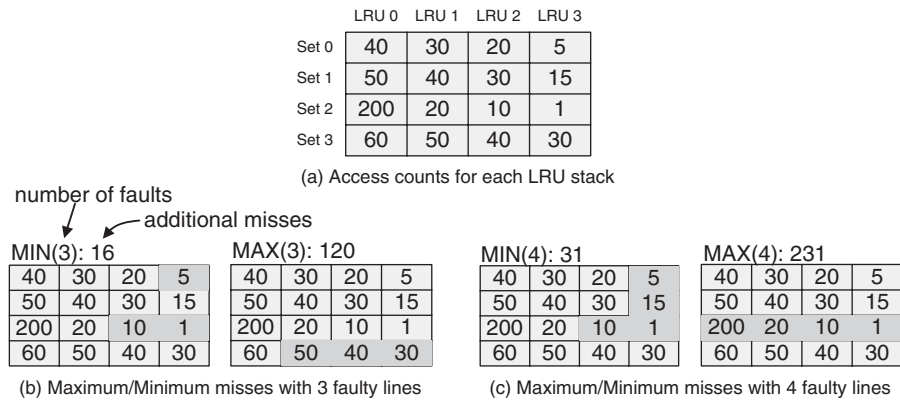 LRU 0 LRU 1 LRU 2 LRU 3
Set 0 40 30 20 5
Set 1 50 40 30 15
Set 2 200 20 10 1
Set 3 60 50 40 30
(a) Access counts for each LRU stack
number of faults
additional misses
MIN(3): 16
40 30 20 5
50 40 30 15
200 20 10 1
60 50 40 30
MAX(3): 120
40 30 20 5
50 40 30 15
200 20 10 1
60 50 40 30
(b) Maximum/Minimum misses with 3 faulty lines
MIN(4): 31
40 30 20 5
50 40 30 15
200 20 10 1
60 50 40 30
MAX(4): 231
40 30 20 5
50 40 30 15
200 20 10 1
60 50 40 30
(c) Maximum/Minimum misses with 4 faulty lines